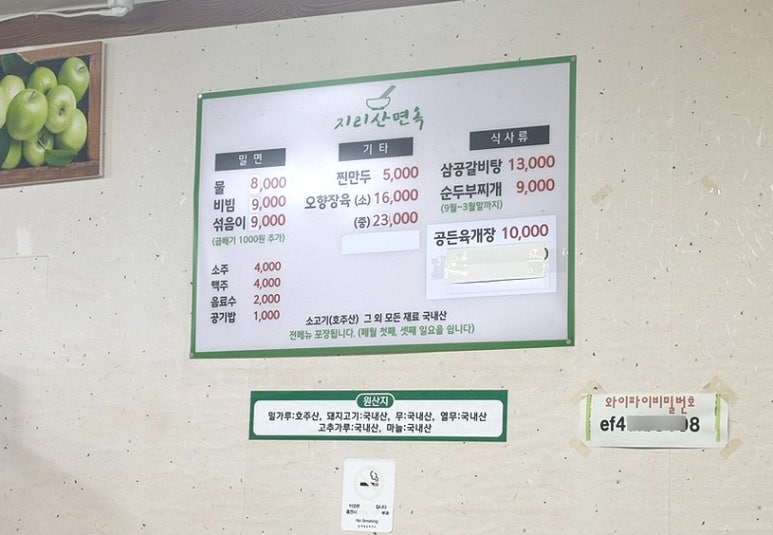 지리산면옥
밀면
물 8,000
비빔 9,000
섞음이 9,000
(곱빼기 1000원 추가)
소주 4,000
맥주 4,000
음료수 2,000
공기밥 1,000
기타
찐만두 5,000
오향장육 (소) 16,000
(중) 23,000
식사류
삼공갈비탕 13,000
순두부찌개 9,000
(9월~3월말까지)
공든육개장 10,000
소고기(호주산) 그 외 모든 재료 국내산
전메뉴 포장됩니다. (매월 첫째, 셋째 일요을 쉽니다)
원산지
밀가루:호주산, 돼지고기:국내산, 무:국내산, 열무:국내산
고추가루:국내산, 마늘:국내산
와이파이비밀번호
ef4 08
No Smoking